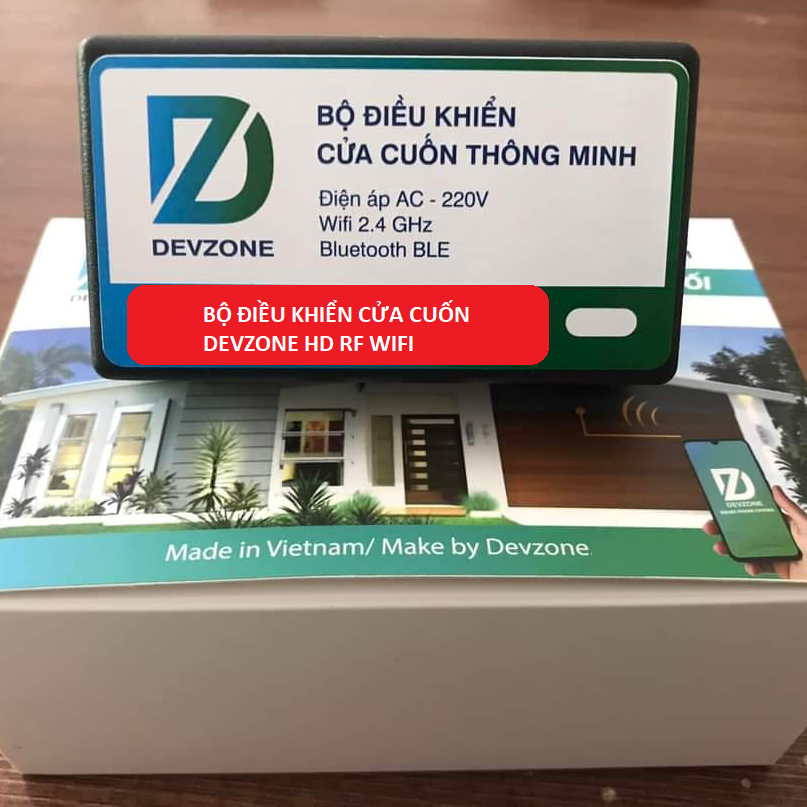 BỘ ĐIỀU KHIỂN
CỬA CUỐN THÔNG MINH
Điện áp AC - 220V
Wifi 2.4 GHz
Bluetooth BLE
DEVZONE
BỘ ĐIỀU KHIỂN CỬA CUỐN
DEVZONE HD RF WIFI
DEVZONE
Made in Vietnam/ Make by Devzone.